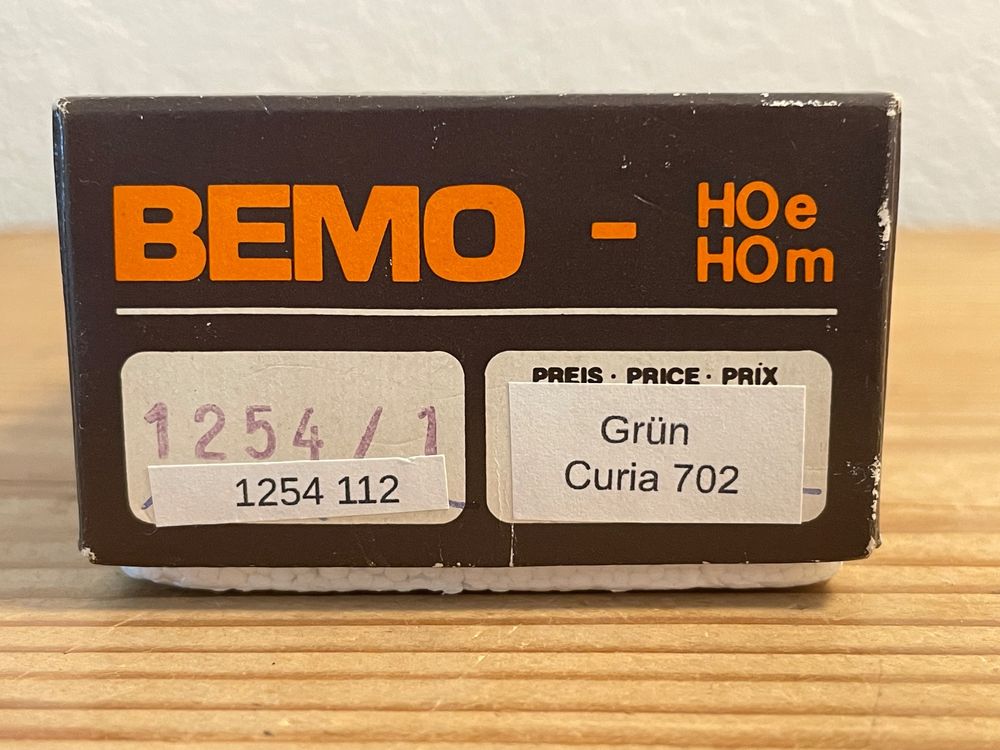 BEMO - HOe
HOm
1254/1
1254 112
PREIS · PRICE · PRIX
Grün
Curia 702